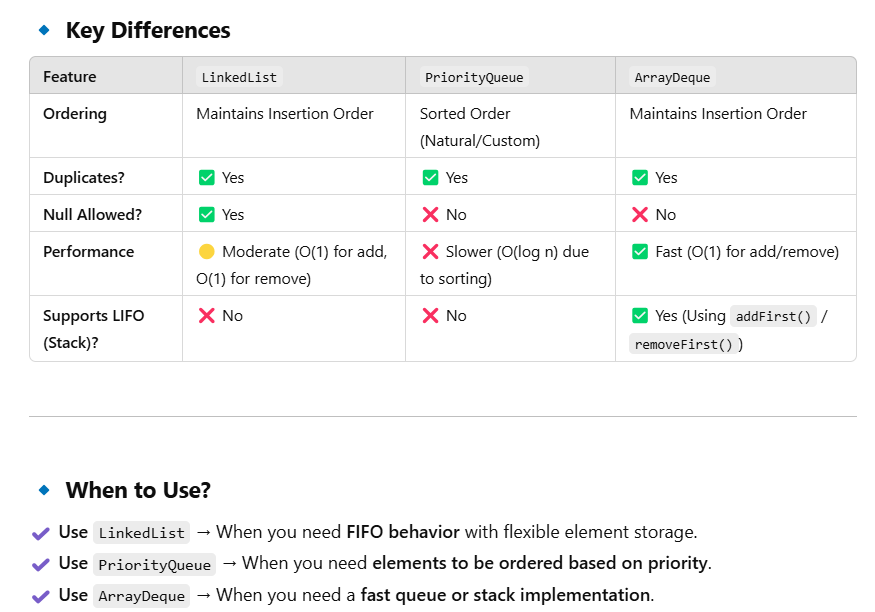 Key Differences
Feature LinkedList PriorityQueue ArrayDeque
Ordering Maintains Insertion Order Sorted Order Maintains Insertion Order
(Natural/Custom)
Duplicates? ✅ Yes ✅ Yes ✅ Yes
Null Allowed? ✅ Yes ❌ No ❌ No
Performance 🟡 Moderate (O(1) for add, ❌ Slower (O(log n) due ✅ Fast (O(1) for add/remove)
O(1) for remove) to sorting)
Supports LIFO ❌ No ❌ No ✅ Yes (Using addFirst() /
(Stack)? removeFirst())
When to Use?
✔ Use LinkedList → When you need FIFO behavior with flexible element storage.
✔ Use PriorityQueue → When you need elements to be ordered based on priority.
✔ Use ArrayDeque → When you need a fast queue or stack implementation.